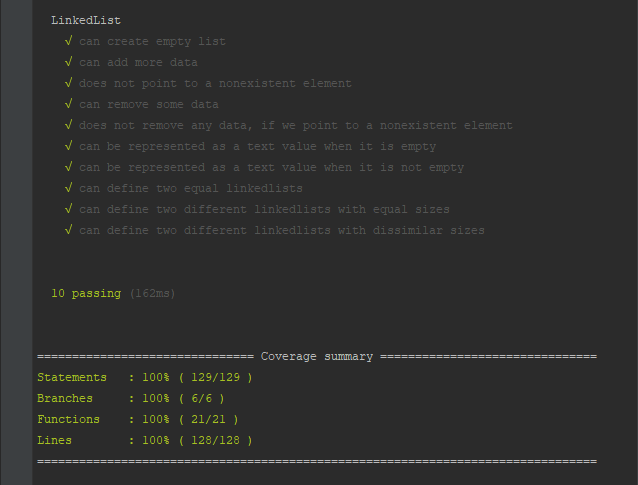 LinkedList
√ can create empty list
√ can add more data
√ does not point to a nonexistent element
√ can remove some data
√ does not remove any data, if we point to a nonexistent element
√ can be represented as a text value when it is empty
√ can be represented as a text value when it is not empty
√ can define two equal linkedlists
√ can define two different linkedlists with equal sizes
√ can define two different linkedlists with dissimilar sizes
10 passing (162ms)
=============================== Coverage summary ===============================
Statements   : 100% ( 129/129 )
Branches     : 100% ( 6/6 )
Functions    : 100% ( 21/21 )
Lines        : 100% ( 128/128 )
================================================================================